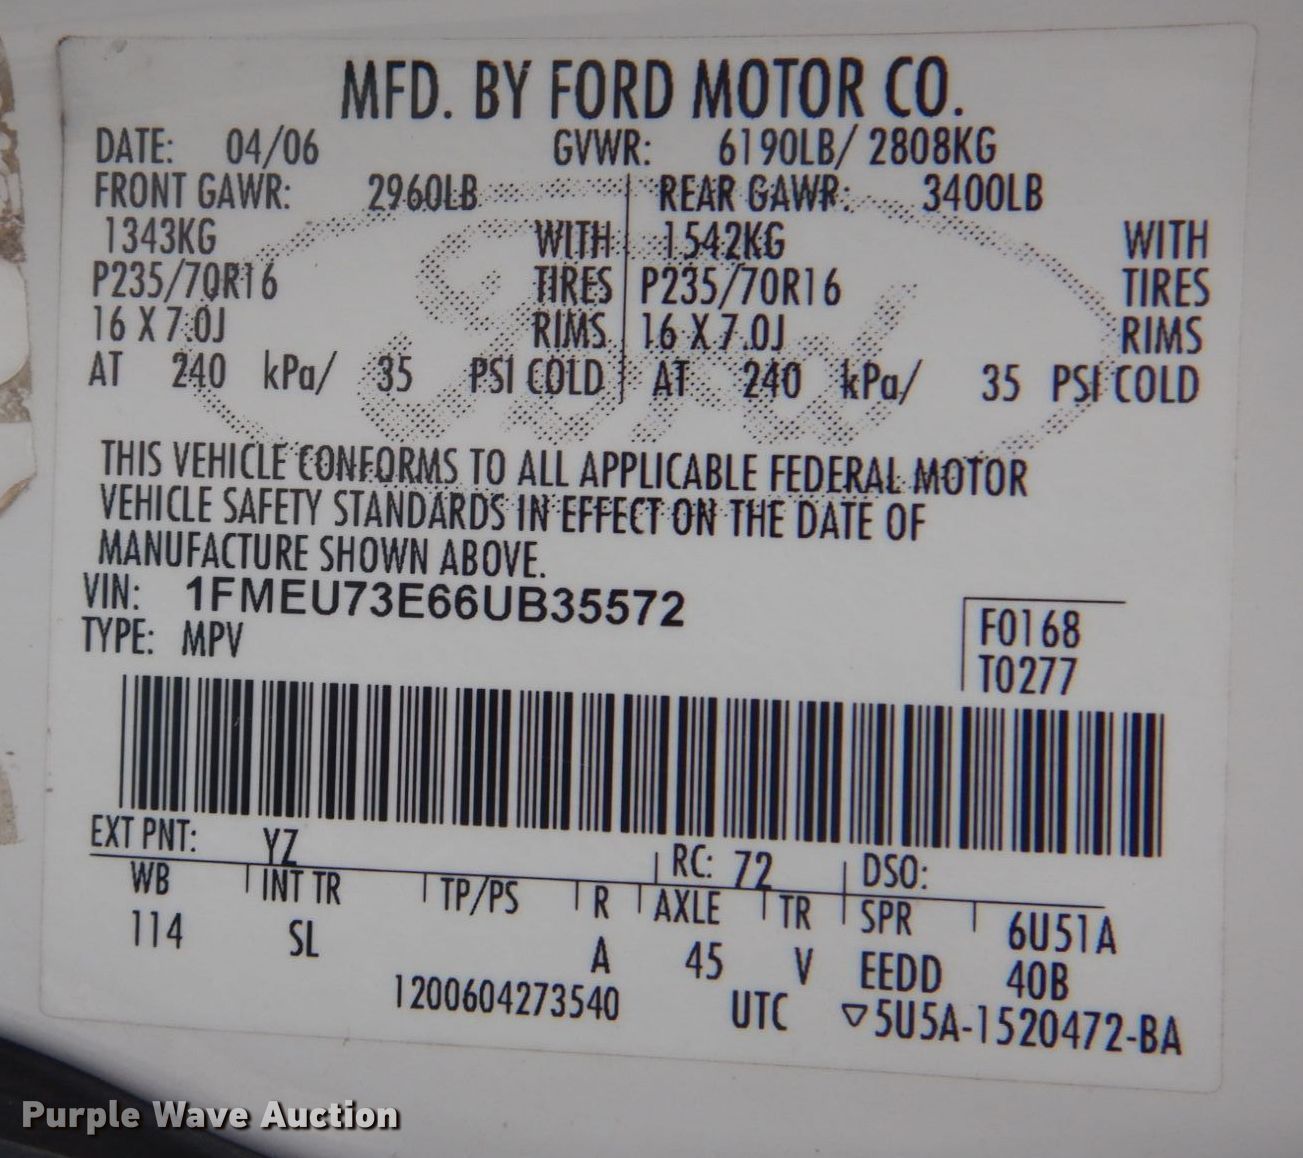 MFD. BY FORD MOTOR CO.
DATE: 04/06 GVWR: 6190LB/ 2808KG
FRONT GAWR: 2960LB REAR GAWR: 3400LB
1343KG WITH 1542KG WITH
P235/70R16 TIRES P235/70R16 TIRES
16 X 7.0J RIMS 16 X 7.0J RIMS
AT 240 kPa/ 35 PSI COLD AT 240 kPa/ 35 PSI COLD
THIS VEHICLE CONFORMS TO ALL APPLICABLE FEDERAL MOTOR
VEHICLE SAFETY STANDARDS IN EFFECT ON THE DATE OF
MANUFACTURE SHOWN ABOVE.
VIN: 1FMEU73E66UB35572
TYPE: MPV
F0168
T0277
EXT PNT: YZ RC: 72 DSO:
WB INT TR TP/PS R AXLE TR SPR 6U51A
114 SL A 45 V EEDD 40B
1200604273540 UTC ▽5U5A-1520472-BA
Ford
Purple Wave Auction